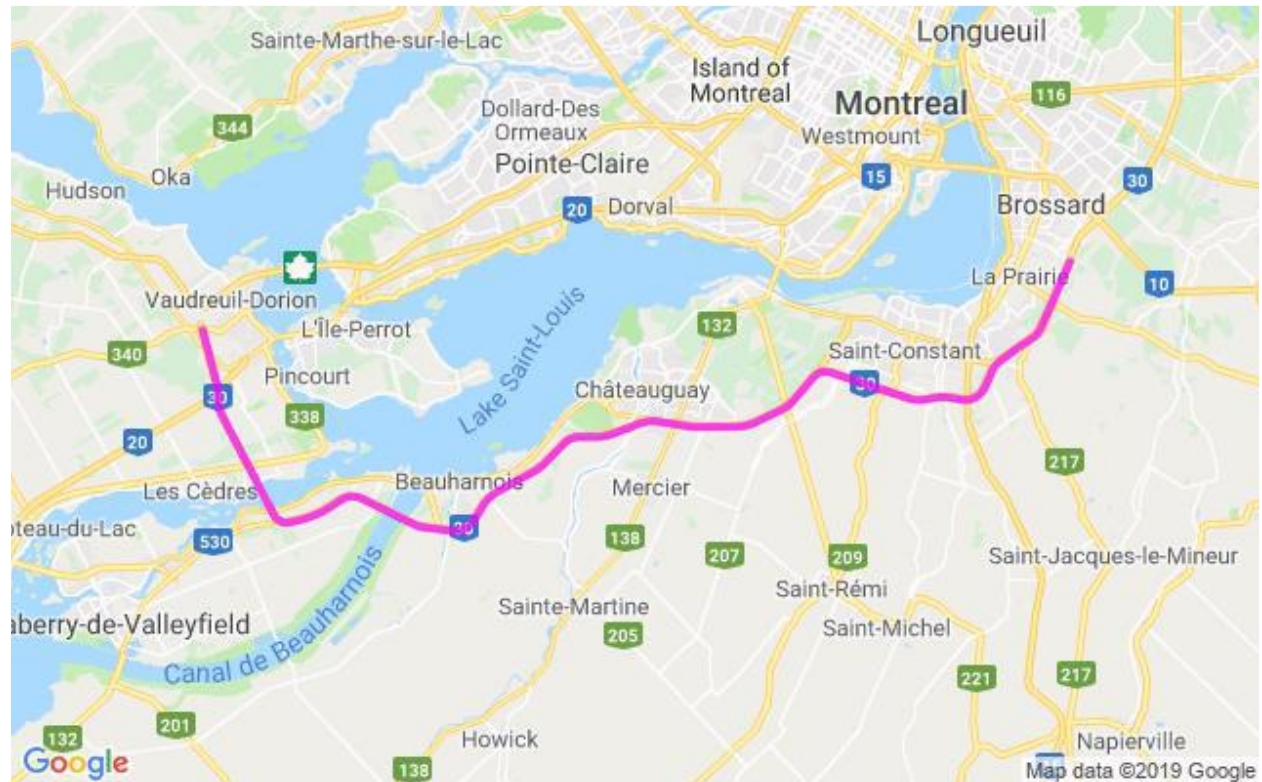 Sainte-Marthe-sur-le-Lac
Longueuil
Island of
Montreal
116
Montreal
344
Dollard-Des
Ormeaux
Westmount
Pointe-Claire
15
Oka
Hudson
30
20
Dorval
Brossard
La Prairie
10
Vaudreuil-Dorion
L'Île-Perrot
132
340
Saint-Constant
Lake Saint-Louis
Pincourt
30
30
Châteauguay
338
20
217
Les Cèdres
Beauharnois
Mercier
oteau-du-Lac
530
30
138
207
209
Saint-Jacques-le-Mineur
Canal de Beauharnois
Saint-Rémi
Sainte-Martine
aberry-de-Valleyfield
205
Saint-Michel
221
217
201
132
Howick
Napierville
Google
138
Map data ©2019 Google